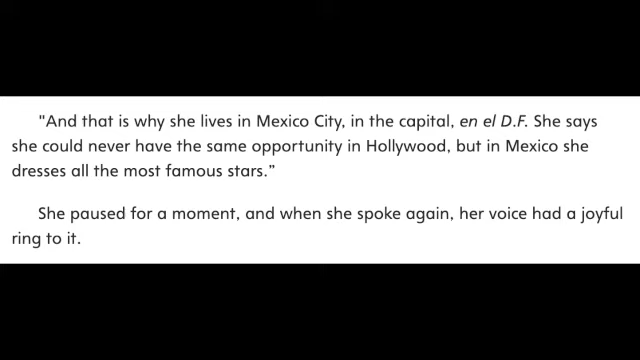 "And that is why she lives in Mexico City, in the capital, en el D.F. She says
she could never have the same opportunity in Hollywood, but in Mexico she
dresses all the most famous stars.”
She paused for a moment, and when she spoke again, her voice had a joyful
ring to it.